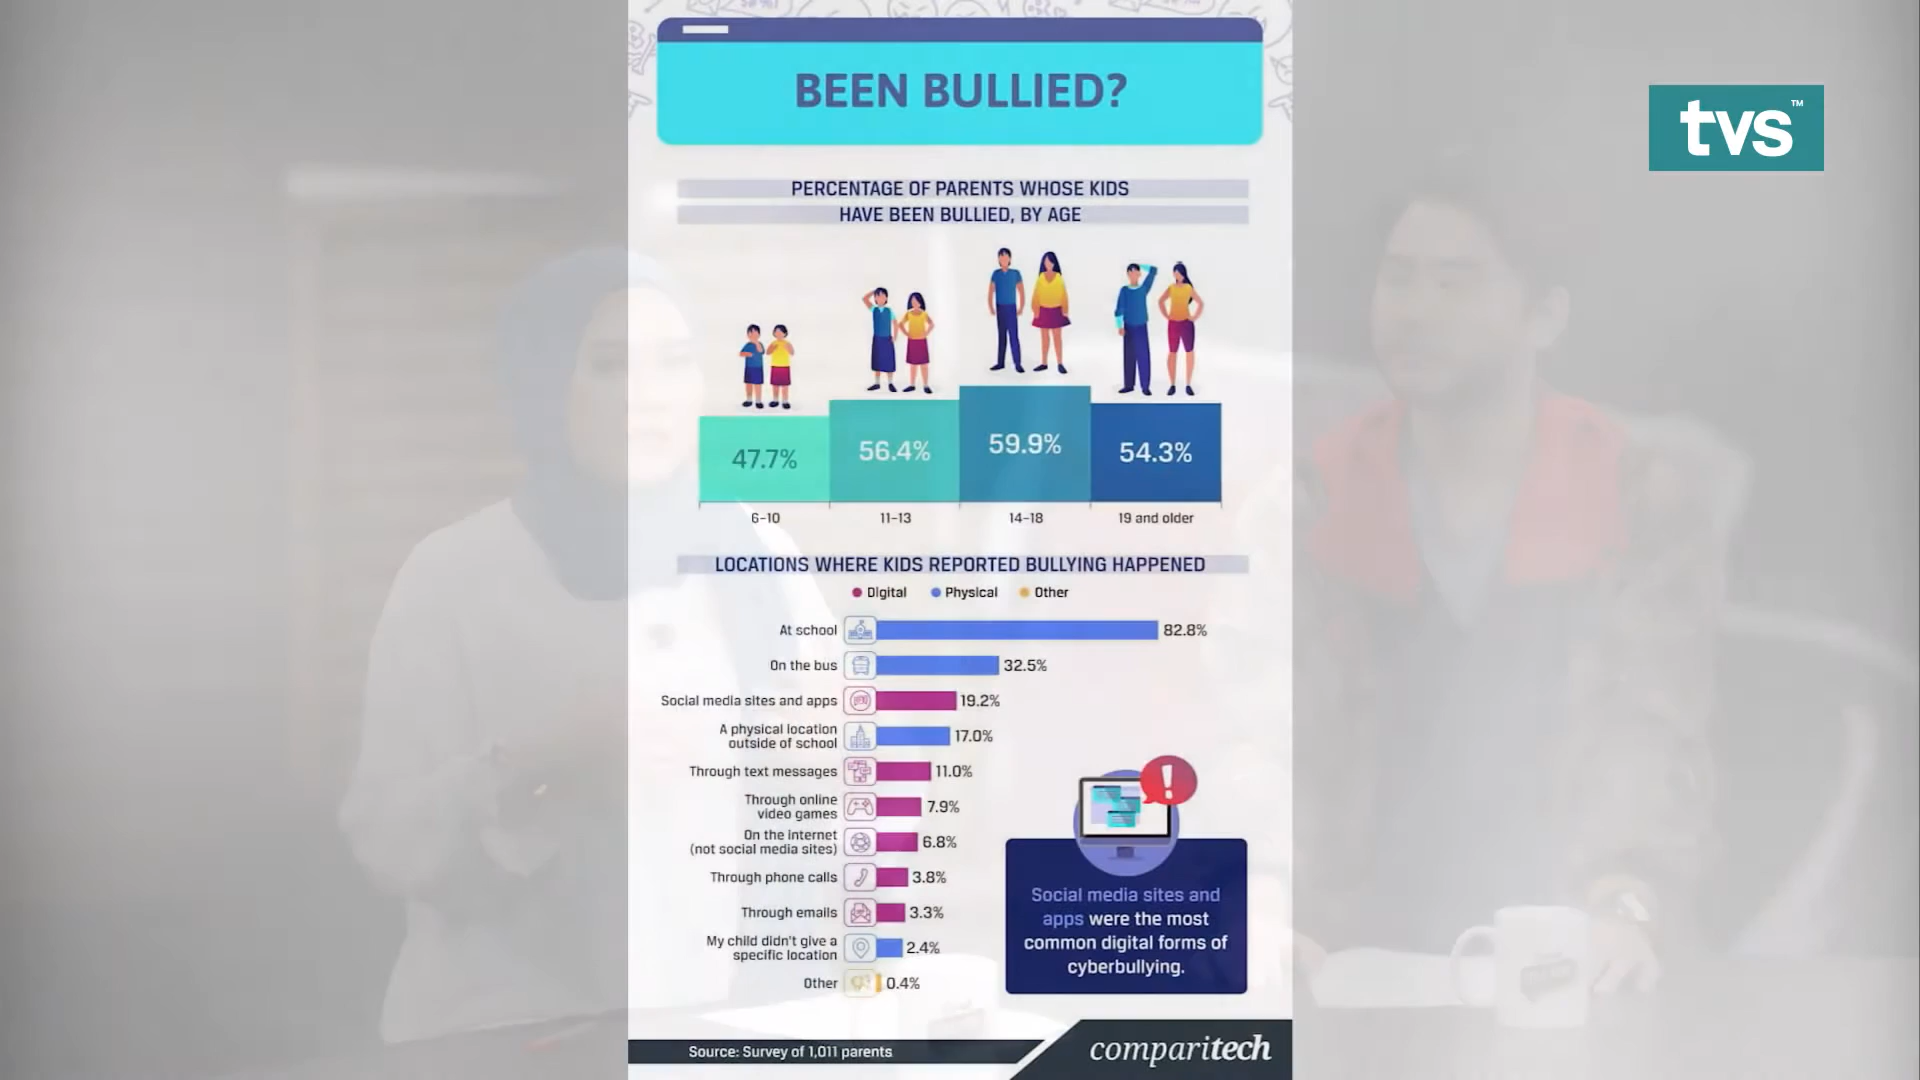 BEEN BULLIED?
tvs™
PERCENTAGE OF PARENTS WHOSE KIDS
HAVE BEEN BULLIED, BY AGE
47.7%
56.4%
59.9%
54.3%
6-10
11-13
14-18
19 and older
LOCATIONS WHERE KIDS REPORTED BULLYING HAPPENED
Digital
Physical
Other
At school
82.8%
On the bus
32.5%
Social media sites and apps
19.2%
A physical location
outside of school
17.0%
Through text messages
11.0%
Through online
video games
7.9%
On the internet
(not social media sites)
6.8%
Through phone calls
3.8%
Through emails
3.3%
My child didn't give a
specific location
2.4%
Other
0.4%
Social media sites and
apps were the most
common digital forms of
cyberbullying.
Source: Survey of 1,011 parents
comparitech